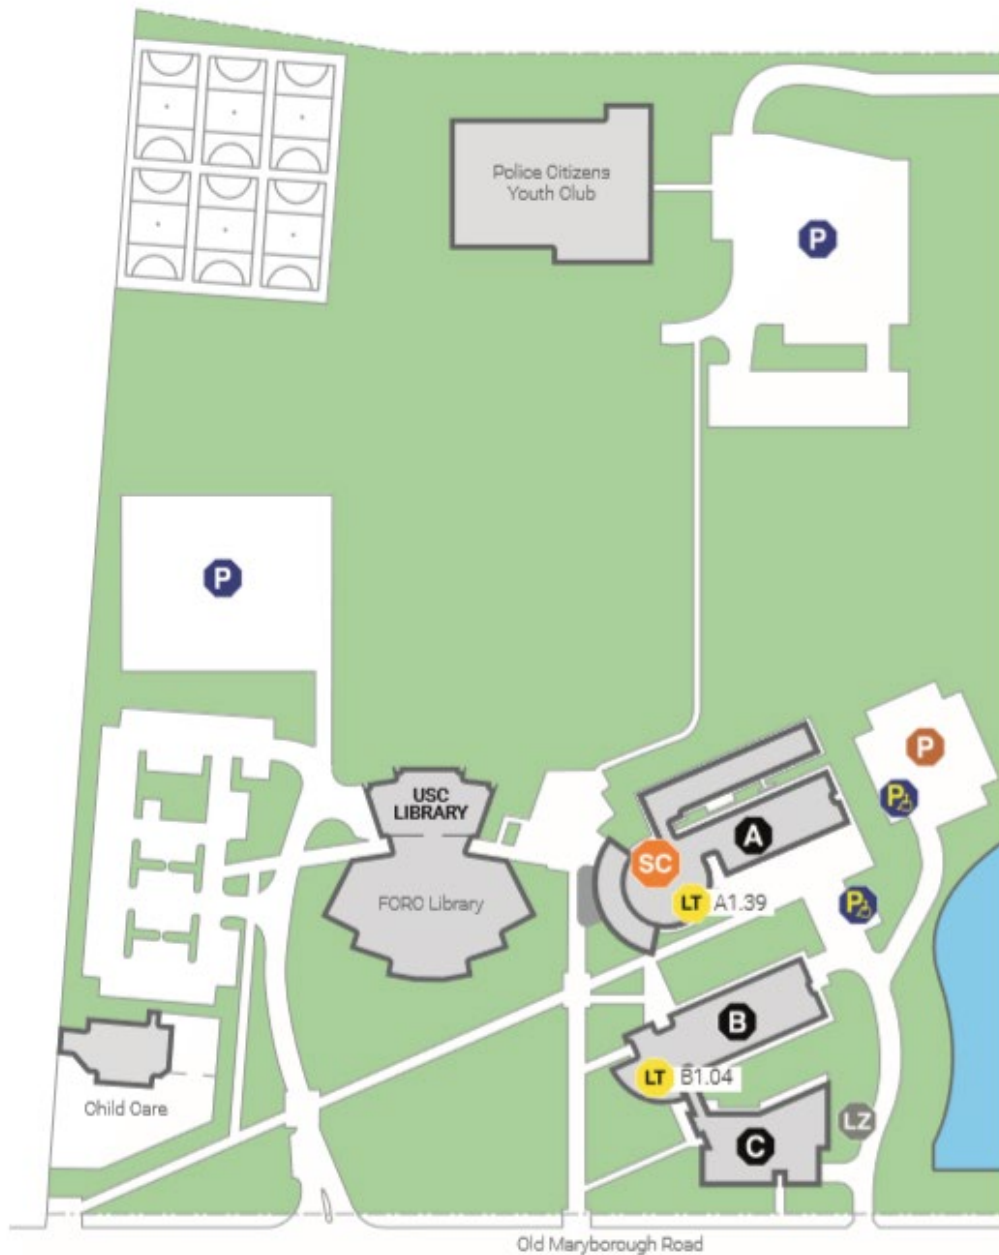 Police Citizens
Youth Club
P
P
P
P
USC
LIBRARY
A
SC
FORO Library
LT A1.39
P
B
LT B1.04
Ohild Care
LZ
C
Old Maryborough Road